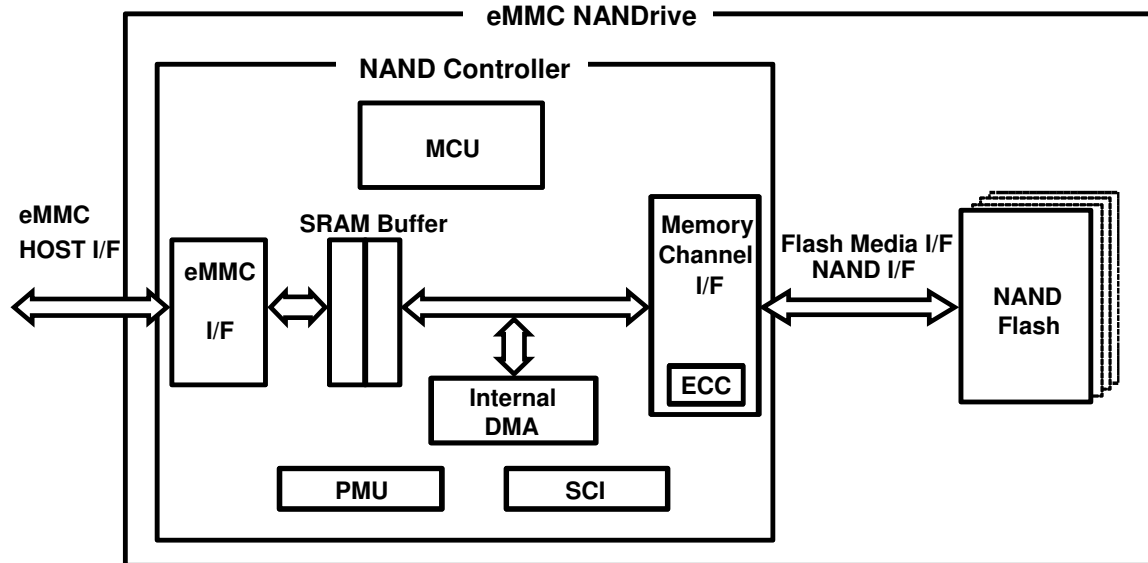 eMMC NANDrive
NAND Controller
MCU
eMMC
HOST I/F
SRAM Buffer
eMMC
I/F
Memory
Channel
I/F
ECC
Flash Media I/F
NAND I/F
NAND
Flash
Internal
DMA
PMU
SCI